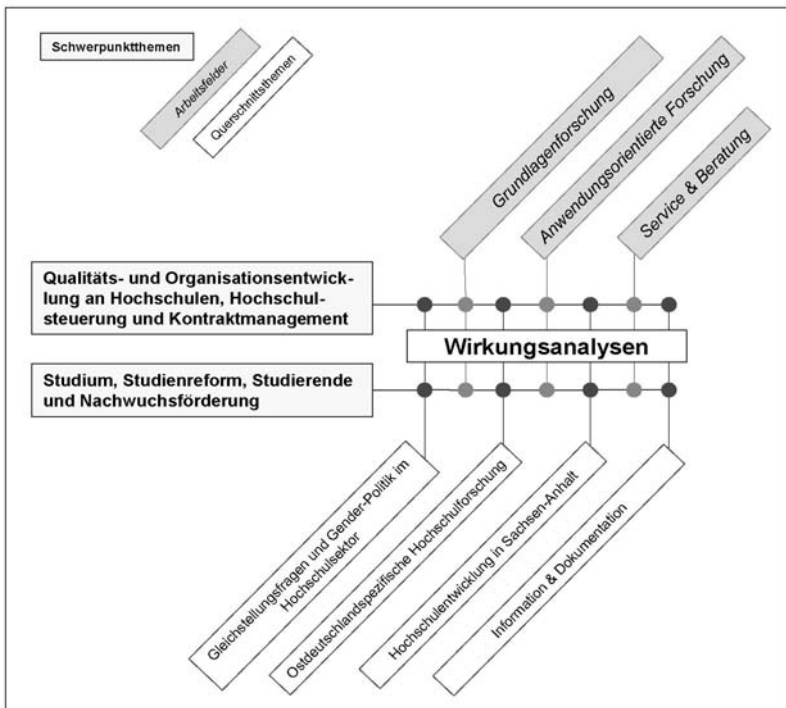 Schwerpunktthemen
Arbeitsfelder
Querschnittsthemen
Grundlagenforschung
Anwendungsorientierte Forschung
Service & Beratung
Qualitäts- und Organisationsentwick-
lung an Hochschulen, Hochschul-
steuerung und Kontraktmanagement
Wirkungsanalysen
Studium, Studienreform, Studierende
und Nachwuchsförderung
Gleichstellungsfragen und Gender-Politik im
Hochschulsektor
Ostdeutschlandspezifische Hochschulforschung
Hochschulentwicklung in Sachsen-Anhalt
Information & Dokumentation